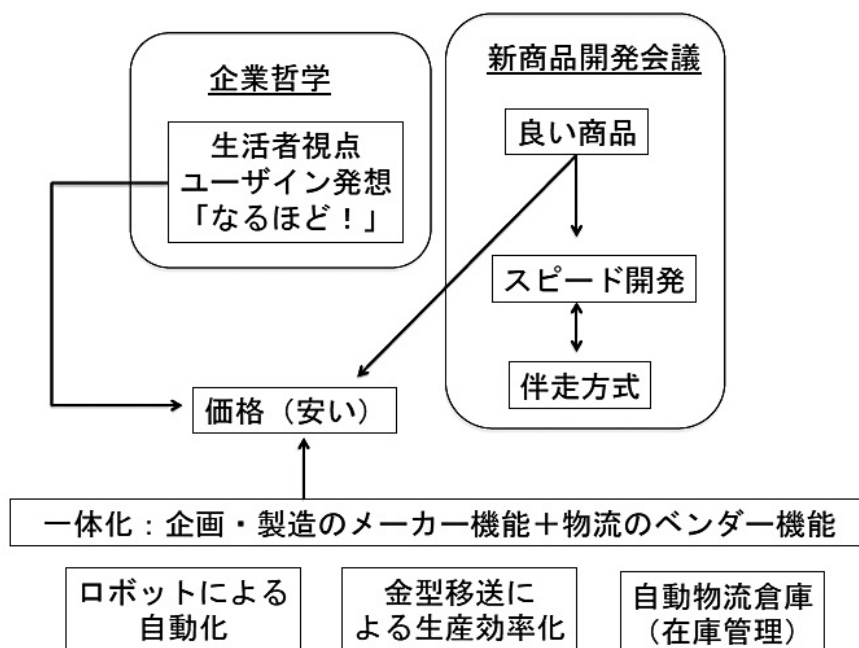 企業哲学
生活者視点
ユーザイン発想
「なるほど！」
新商品開発会議
良い商品
スピード開発
伴走方式
価格（安い）
一体化：企画・製造のメーカー機能＋物流のベンダー機能
ロボットによる
自動化
金型移送に
よる生産効率化
自動物流倉庫
（在庫管理）